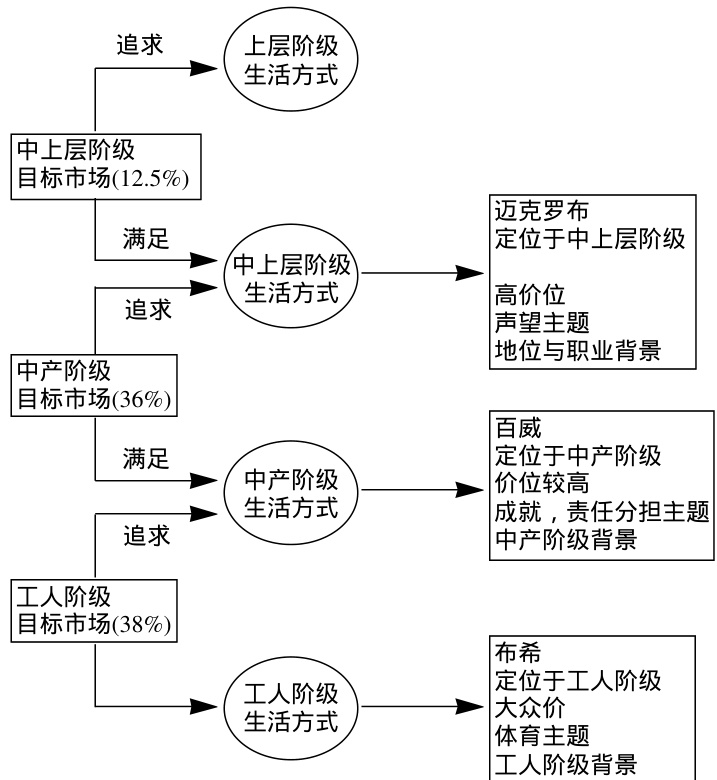 追求
上层阶级
生活方式
中上层阶级
目标市场(12.5%)
满足
中上层阶级
生活方式
追求
迈克罗布
定位于中上层阶级
高价位
声望主题
地位与职业背景
中产阶级
目标市场(36%)
满足
中产阶级
生活方式
追求
百威
定位于中产阶级
价位较高
成就，责任分担主题
中产阶级背景
工人阶级
目标市场(38%)
工人阶级
生活方式
布希
定位于工人阶级
大众价
体育主题
工人阶级背景